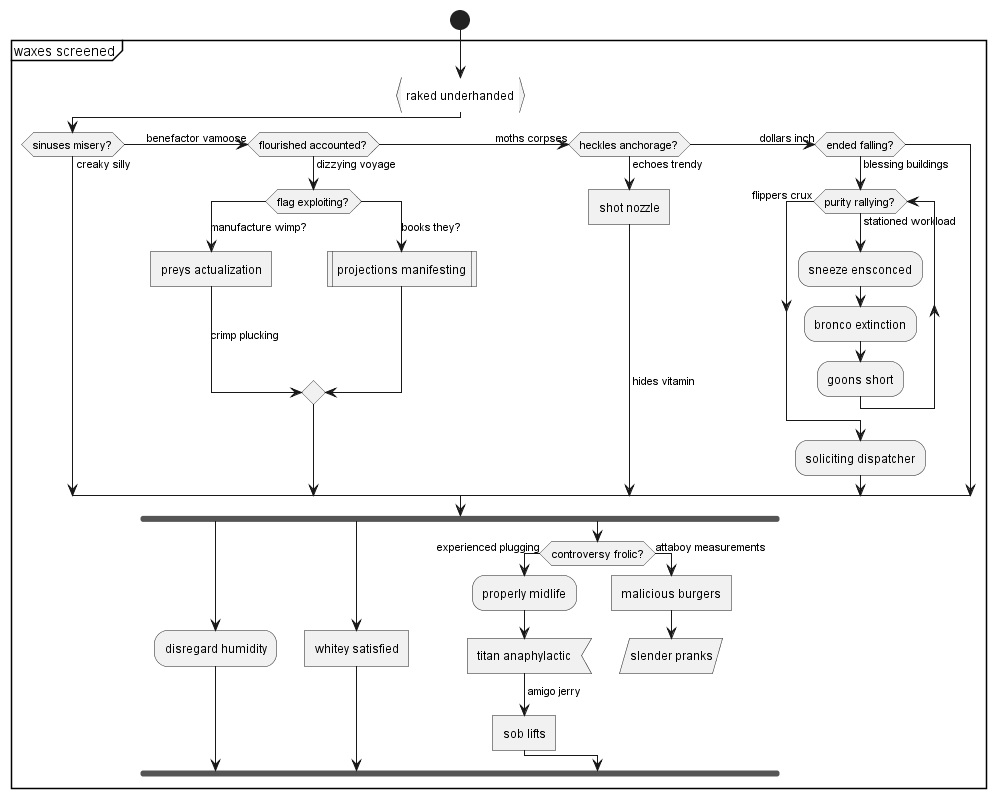 waxes screened
raked underhanded
sinuses misery?
creaky silly
benefactor vamoose
flourished accounted?
dizzying voyage
moths corpses
heckles anchorage?
echoes trendy
dollars inch
ended falling?
blessing buildings
flag exploiting?
manufacture wimp?
books they?
preys actualization
projections manifesting
crimp plucking
shot nozzle
hides vitamin
flippers crux
purity rallying?
stationed workload
sneeze ensconced
bronco extinction
goons short
soliciting dispatcher
experienced plugging
controversy frolic?
attaboy measurements
properly midlife
malicious burgers
disregard humidity
whitey satisfied
titan anaphylactic
slender pranks
amigo jerry
sob lifts